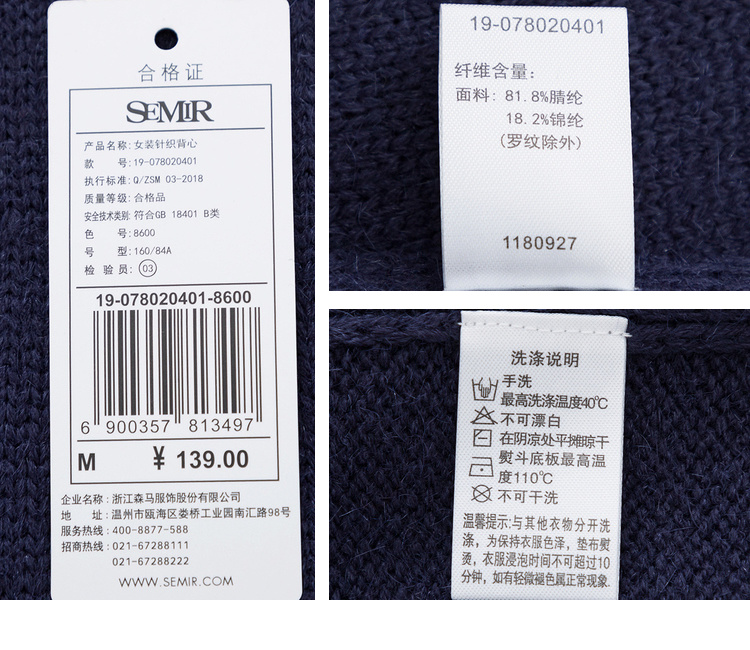 合格证
SEMIR
产品名称:女装针织背心
款 号:19-078020401
执行标准:Q/ZSM 03-2018
质量等级:合格品
安全技术类别:符合GB 18401 B类
色 号:8600
号 型:160/84A
检 验 员:03
19-078020401-8600
6 900357 813497
M ¥ 139.00
企业名称:浙江森马服饰股份有限公司
地 址:温州市瓯海区娄桥工业园南汇路98号
服务热线:400-8877-588
招商热线:021-67288111
021-67288222
WWW.SEMIR.COM
19-078020401
纤维含量:
面料: 81.8%腈纶
18.2%锦纶
(罗纹除外)
1180927
洗涤说明
手洗
最高洗涤温度40℃
不可漂白
在阴凉处平摊晾干
熨斗底板最高温
度110℃
不可干洗
温馨提示:与其他衣物分开洗
涤,为保持衣服色泽,垫布熨
烫,衣服浸泡时间不可超过10
分钟,如有轻微褪色属正常现象.